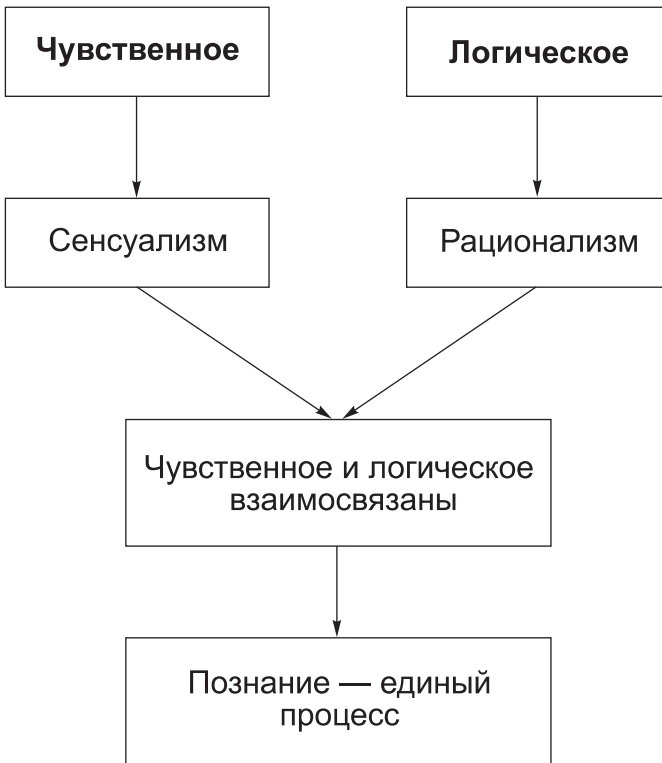 Чувственное
Логическое
Сенсуализм
Рационализм
Чувственное и логическое
взаимосвязаны
Познание — единый
процесс